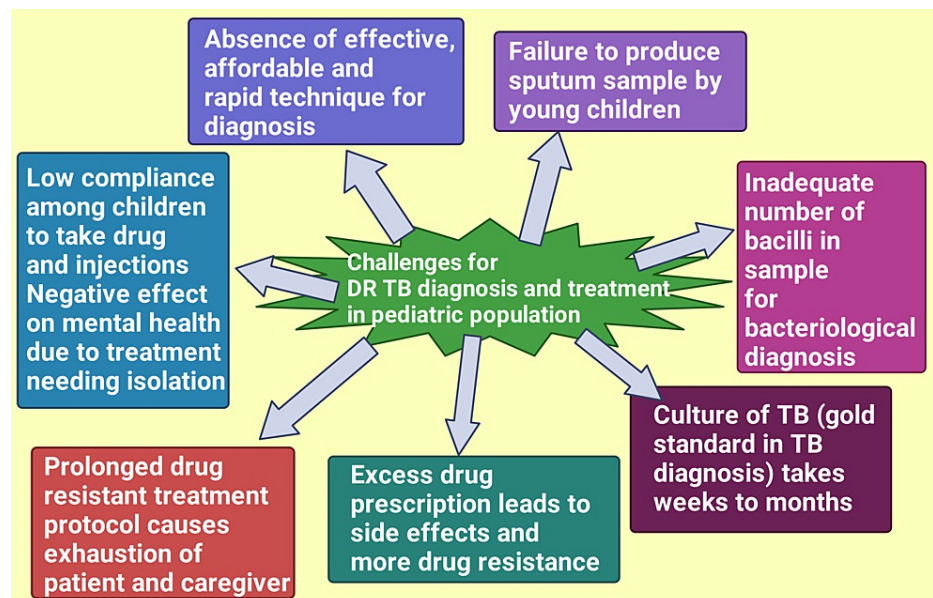 Absence of effective,
affordable and
rapid technique for
diagnosis
Failure to produce
sputum sample by
young children
Low compliance
among children
to take drug
and injections
Negative effect
on mental health
due to treatment
needing isolation
Challenges for
DR TB diagnosis and treatment
in pediatric population
Inadequate
number of
bacilli in
sample
for
bacteriological
diagnosis
Prolonged drug
resistant treatment
protocol causes
exhaustion of
patient and caregiver
Excess drug
prescription leads to
side effects and
more drug resistance
Culture of TB (gold
standard in TB
diagnosis) takes
weeks to months